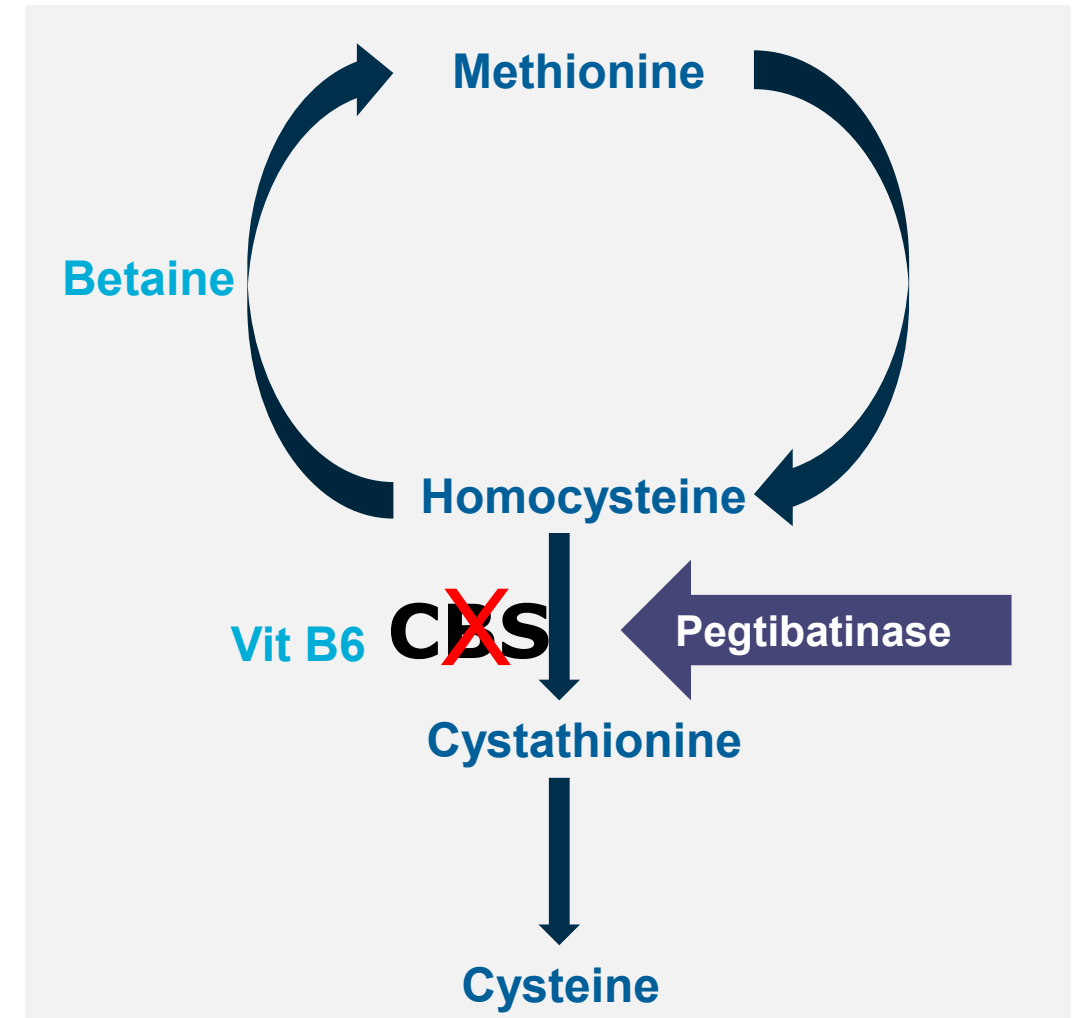 Methionine
Betaine
Homocysteine
Vit B6
CBS
X
Pegtibatinase
Cystathionine
Cysteine